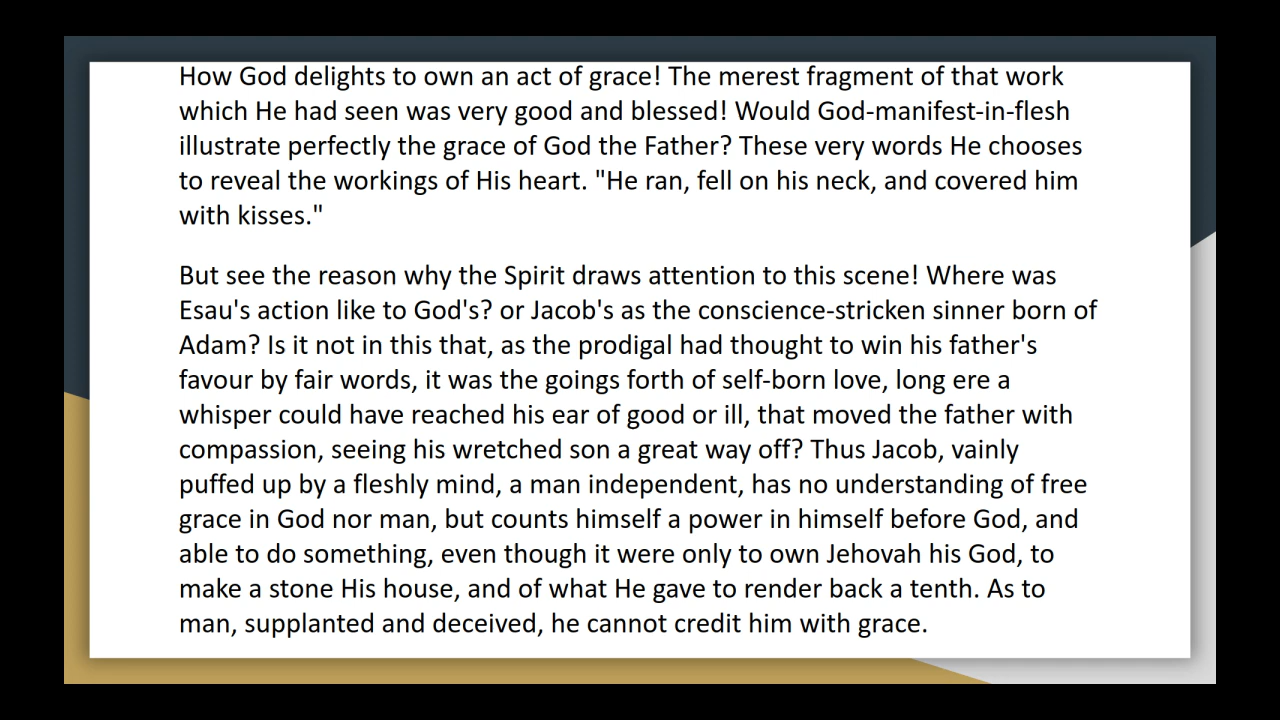 How God delights to own an act of grace! The merest fragment of that work
which He had seen was very good and blessed! Would God-manifest-in-flesh
illustrate perfectly the grace of God the Father? These very words He chooses
to reveal the workings of His heart. "He ran, fell on his neck, and covered him
with kisses."
But see the reason why the Spirit draws attention to this scene! Where was
Esau's action like to God's? or Jacob's as the conscience-stricken sinner born of
Adam? Is it not in this that, as the prodigal had thought to win his father's
favour by fair words, it was the goings forth of self-born love, long ere a
whisper could have reached his ear of good or ill, that moved the father with
compassion, seeing his wretched son a great way off? Thus Jacob, vainly
puffed up by a fleshly mind, a man independent, has no understanding of free
grace in God nor man, but counts himself a power in himself before God, and
able to do something, even though it were only to own Jehovah his God, to
make a stone His house, and of what He gave to render back a tenth. As to
man, supplanted and deceived, he cannot credit him with grace.